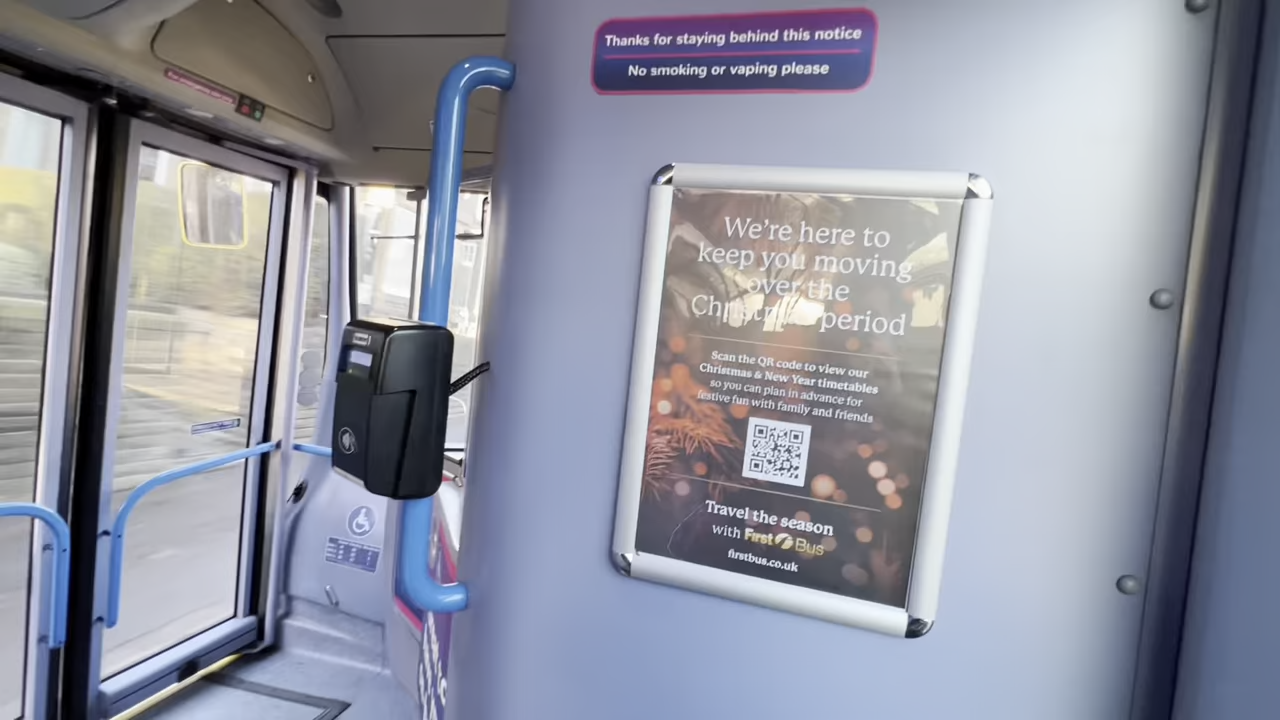 Thanks for staying behind this notice
No smoking or vaping please
We're here to
keep you moving
over the
Christmas period
Scan the QR code to view our
Christmas & New Year timetables
so you can plan in advance for
festive fun with family and friends
Travel the season
with First Bus
firstbus.co.uk